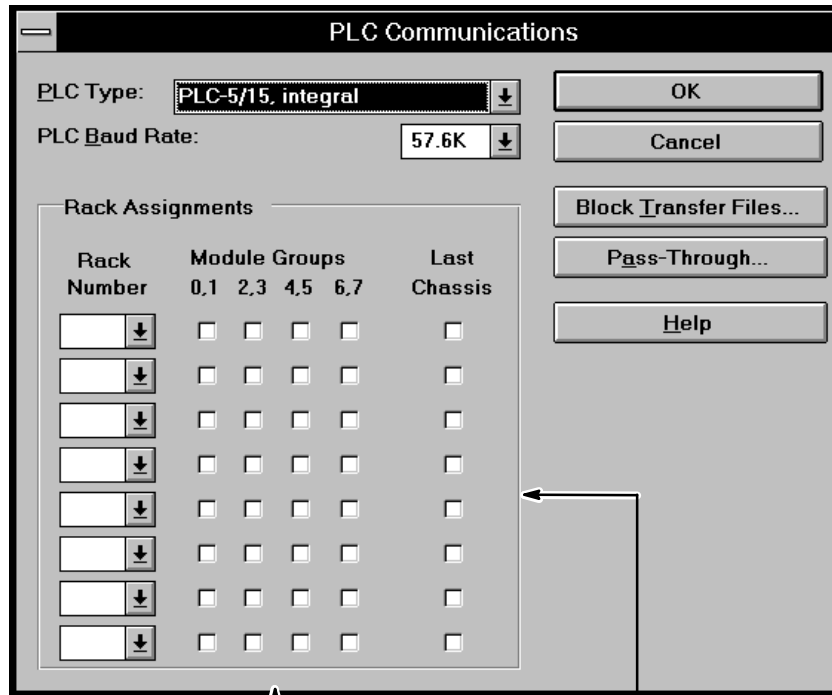 PLC Communications
PLC Type: PLC-5/15, integral
PLC Baud Rate: 57.6K
OK
Cancel
Block Transfer Files...
Pass-Through...
Help
Rack Assignments
Rack Number
Module Groups
0,1 2,3 4,5 6,7
Last Chassis